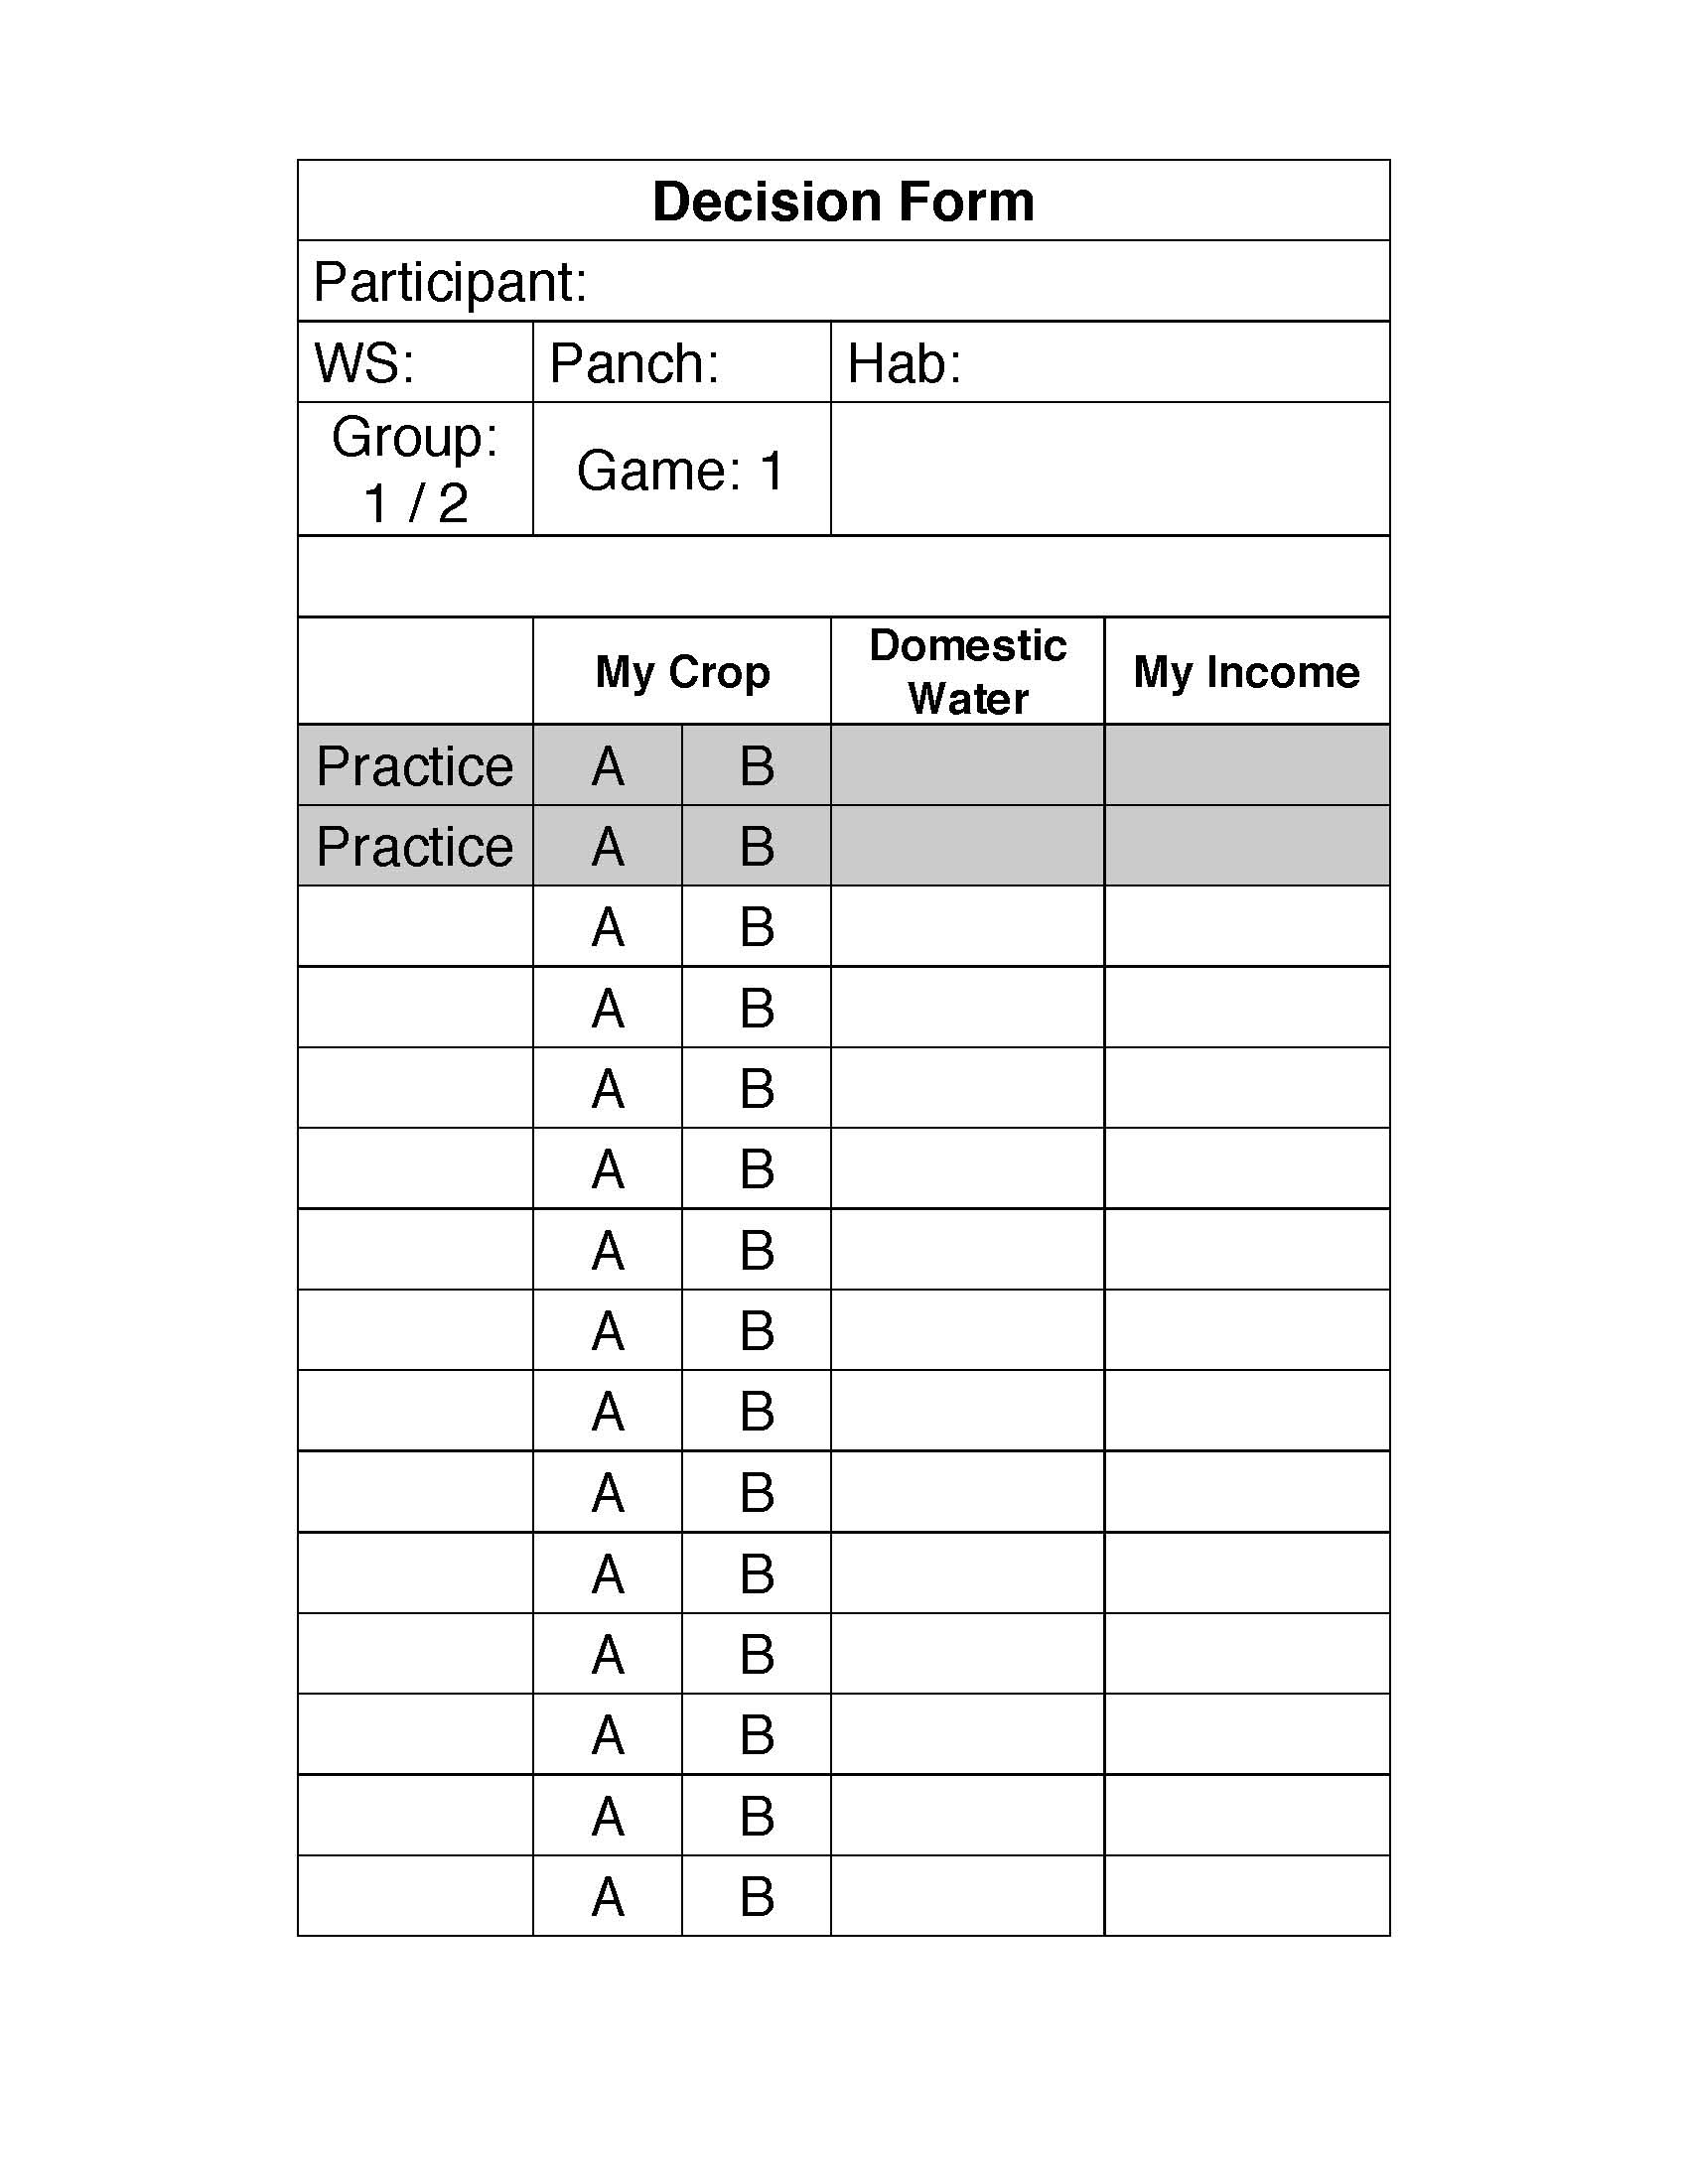 Decision Form
Participant:
WS: Panch: Hab:
Group:
1 / 2
Game: 1
My Crop
Domestic
Water
My Income
Practice A B
Practice A B
A B
A B
A B
A B
A B
A B
A B
A B
A B
A B
A B
A B
A B